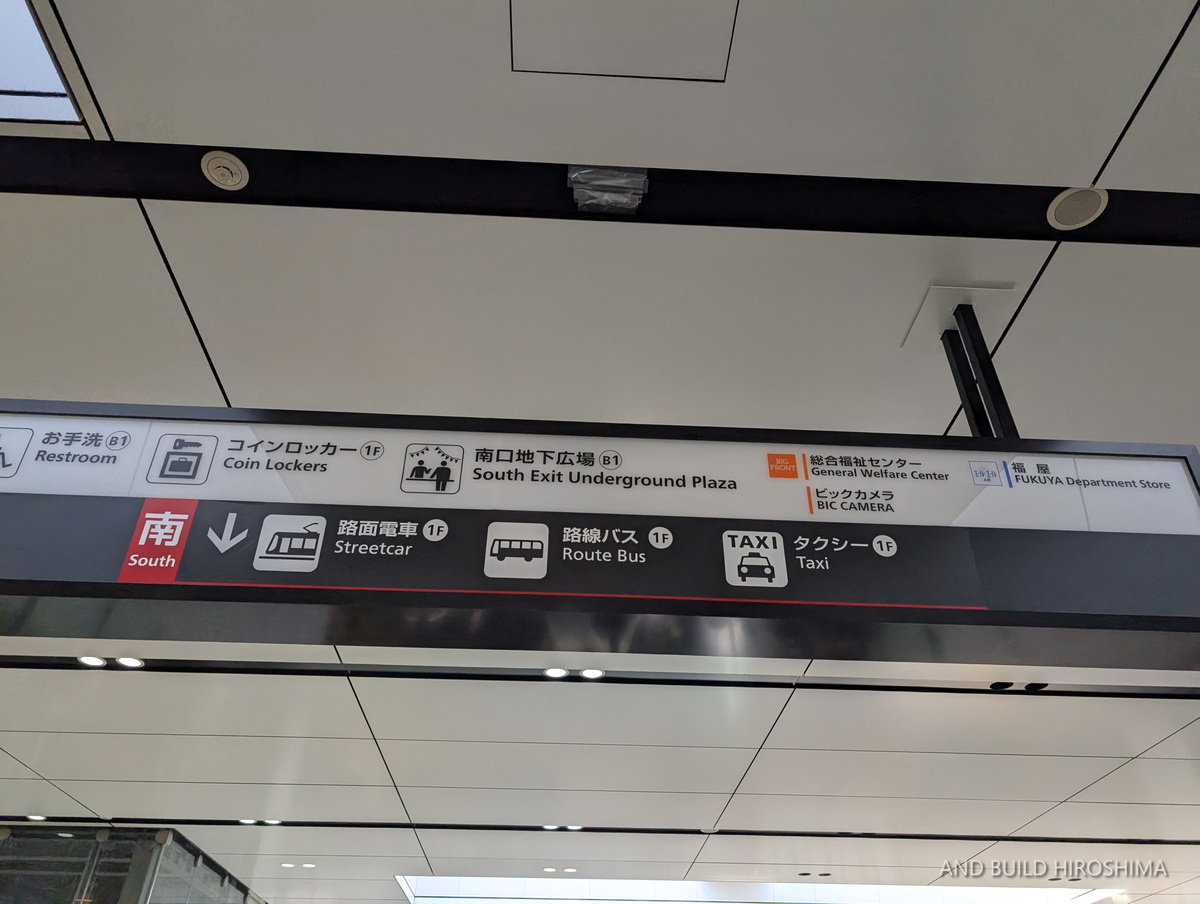 お手洗 B1
Restroom
コインロッカー 1F
Coin Lockers
南口地下広場 B1
South Exit Underground Plaza
BIG FRONT
総合福祉センター
General Welfare Center
ビックカメラ
BIC CAMERA
福屋
FUKUYA Department Store
南
South
路面電車 1F
Streetcar
路線バス 1F
Route Bus
TAXI
タクシー 1F
Taxi
AND BUILD HIROSHIMA